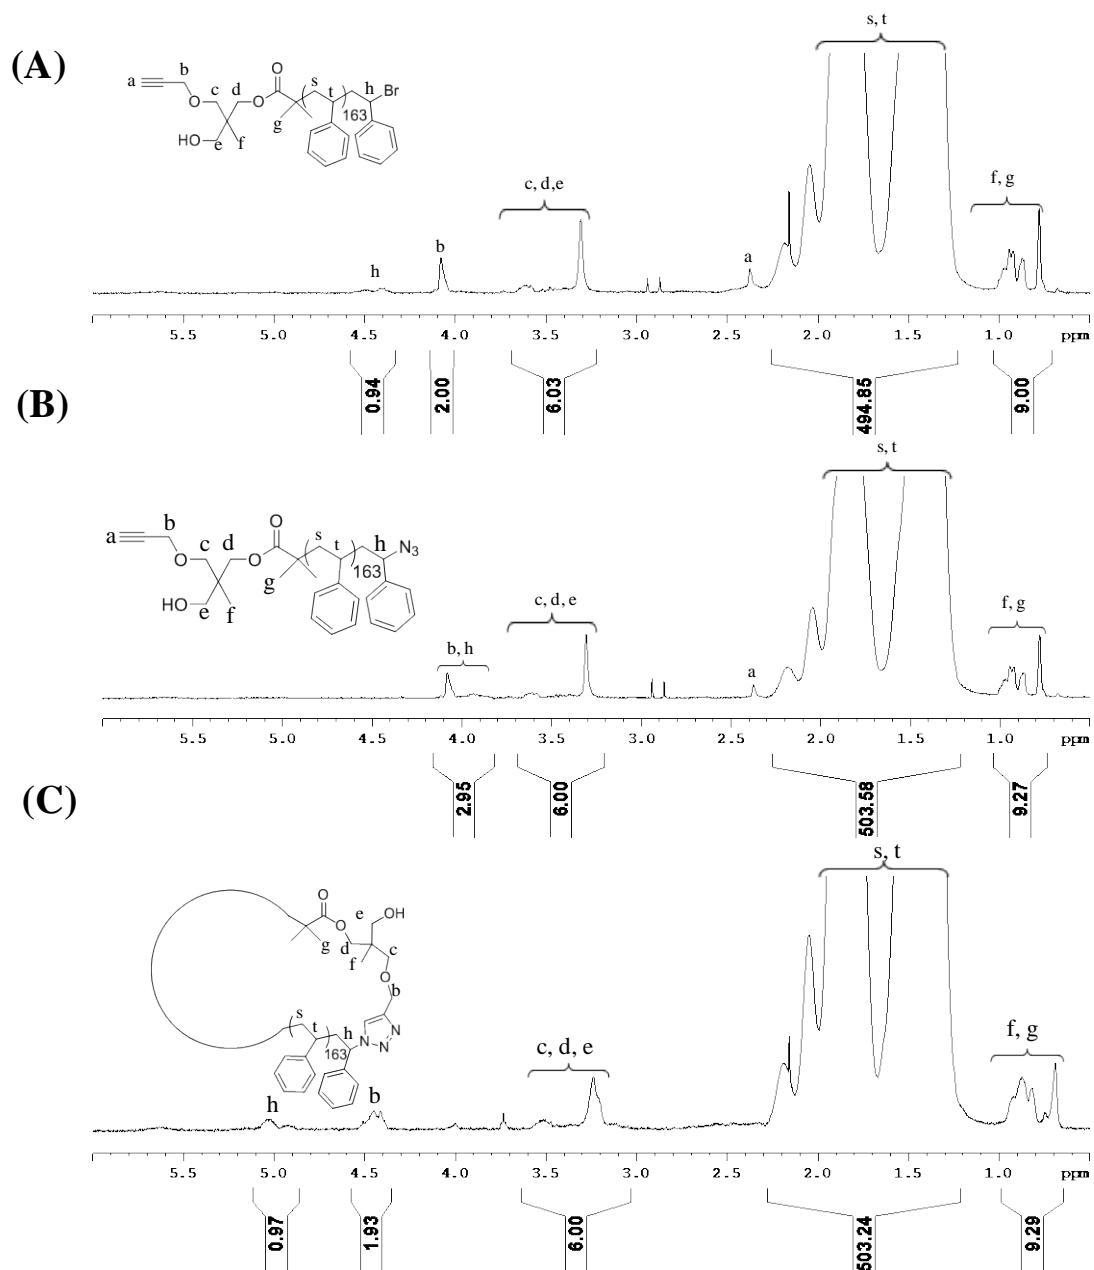 (A)
s, t
a
b
c
d
O
O
O
s
t
h
Br
163
g
HO
e
f
c, d,e
f, g
h
b
a
5.5 5.0 4.5 4.0 3.5 3.0 2.5 2.0 1.5 1.0 ppm
0.94 2.00 6.03 494.85 9.00
(B)
s, t
a
b
c
d
O
O
O
s
t
h
N3
163
g
HO
e
f
c, d, e
f, g
b, h
a
5.5 5.0 4.5 4.0 3.5 3.0 2.5 2.0 1.5 1.0 ppm
2.95 6.00 503.58 9.27
(C)
s, t
O
e
OH
O
g
d
f
c
O
b
s
t
h
163
N
N
N
f, g
c, d, e
h
b
5.5 5.0 4.5 4.0 3.5 3.0 2.5 2.0 1.5 1.0 ppm
0.97 1.93 6.00 503.24 9.29